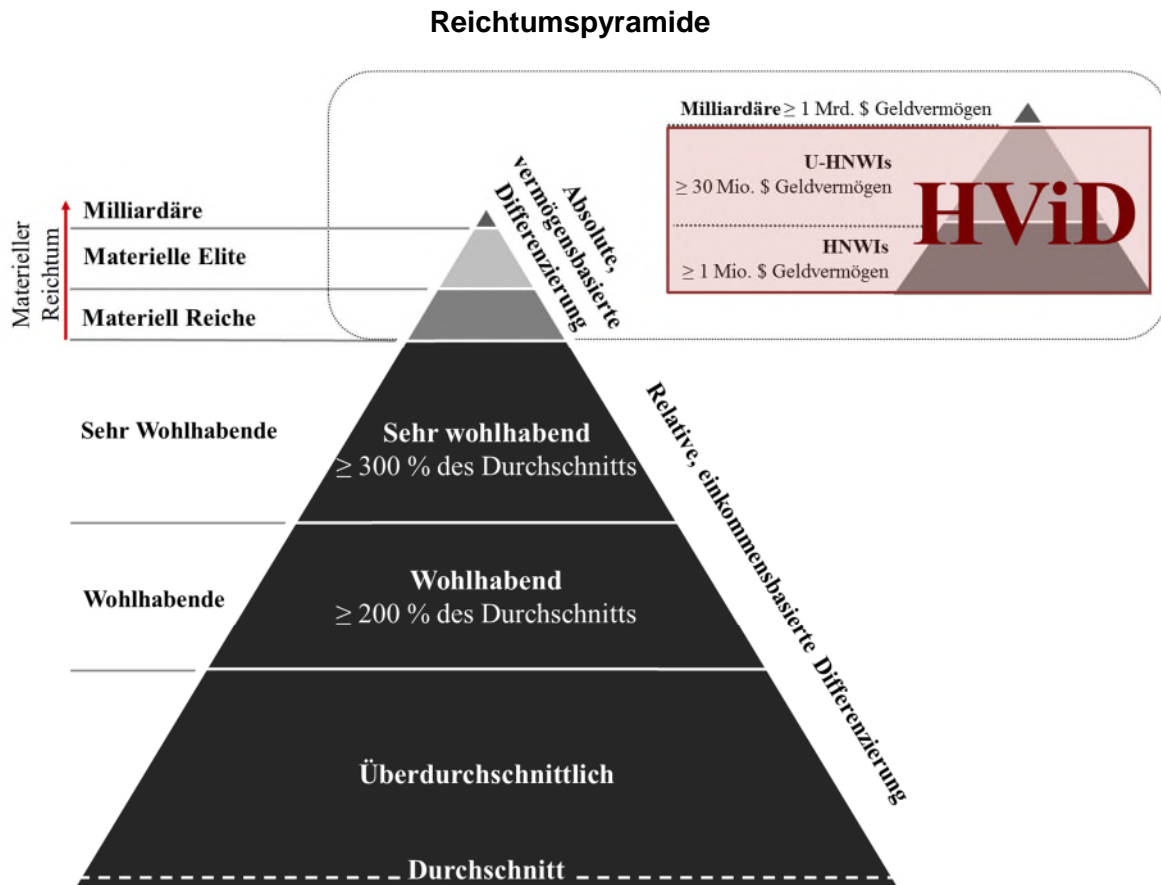 Reichtumspyramide
Milliardäre ≥ 1 Mrd. $ Geldvermögen
U-HNWIs
≥ 30 Mio. $ Geldvermögen
HNWIs
≥ 1 Mio. $ Geldvermögen
HViD
Absolute,
vermögensbasierte
Differenzierung
Materieller
Reichtum
Milliardäre
Materielle Elite
Materiell Reiche
Sehr Wohlhabende
Sehr wohlhabend
≥ 300 % des Durchschnitts
Relative, einkommensbasierte Differenzierung
Wohlhabende
Wohlhabend
≥ 200 % des Durchschnitts
Überdurchschnittlich
Durchschnitt